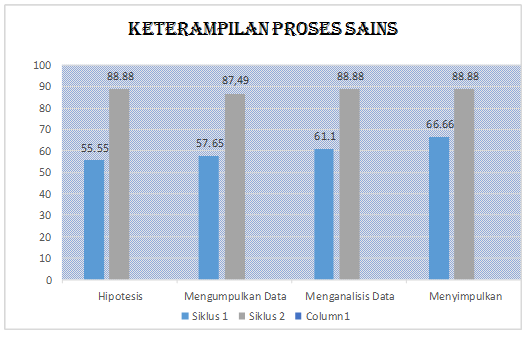 KETERAMPILAN PROSES SAINS
100
90
80
70
60
50
40
30
20
10
0
88.88 87,49 88.88 88.88
55.55 57.65 61.1 66.66
Hipotesis Mengumpulkan Data Menganalisis Data Menyimpulkan
Siklus 1 Siklus 2 Column1